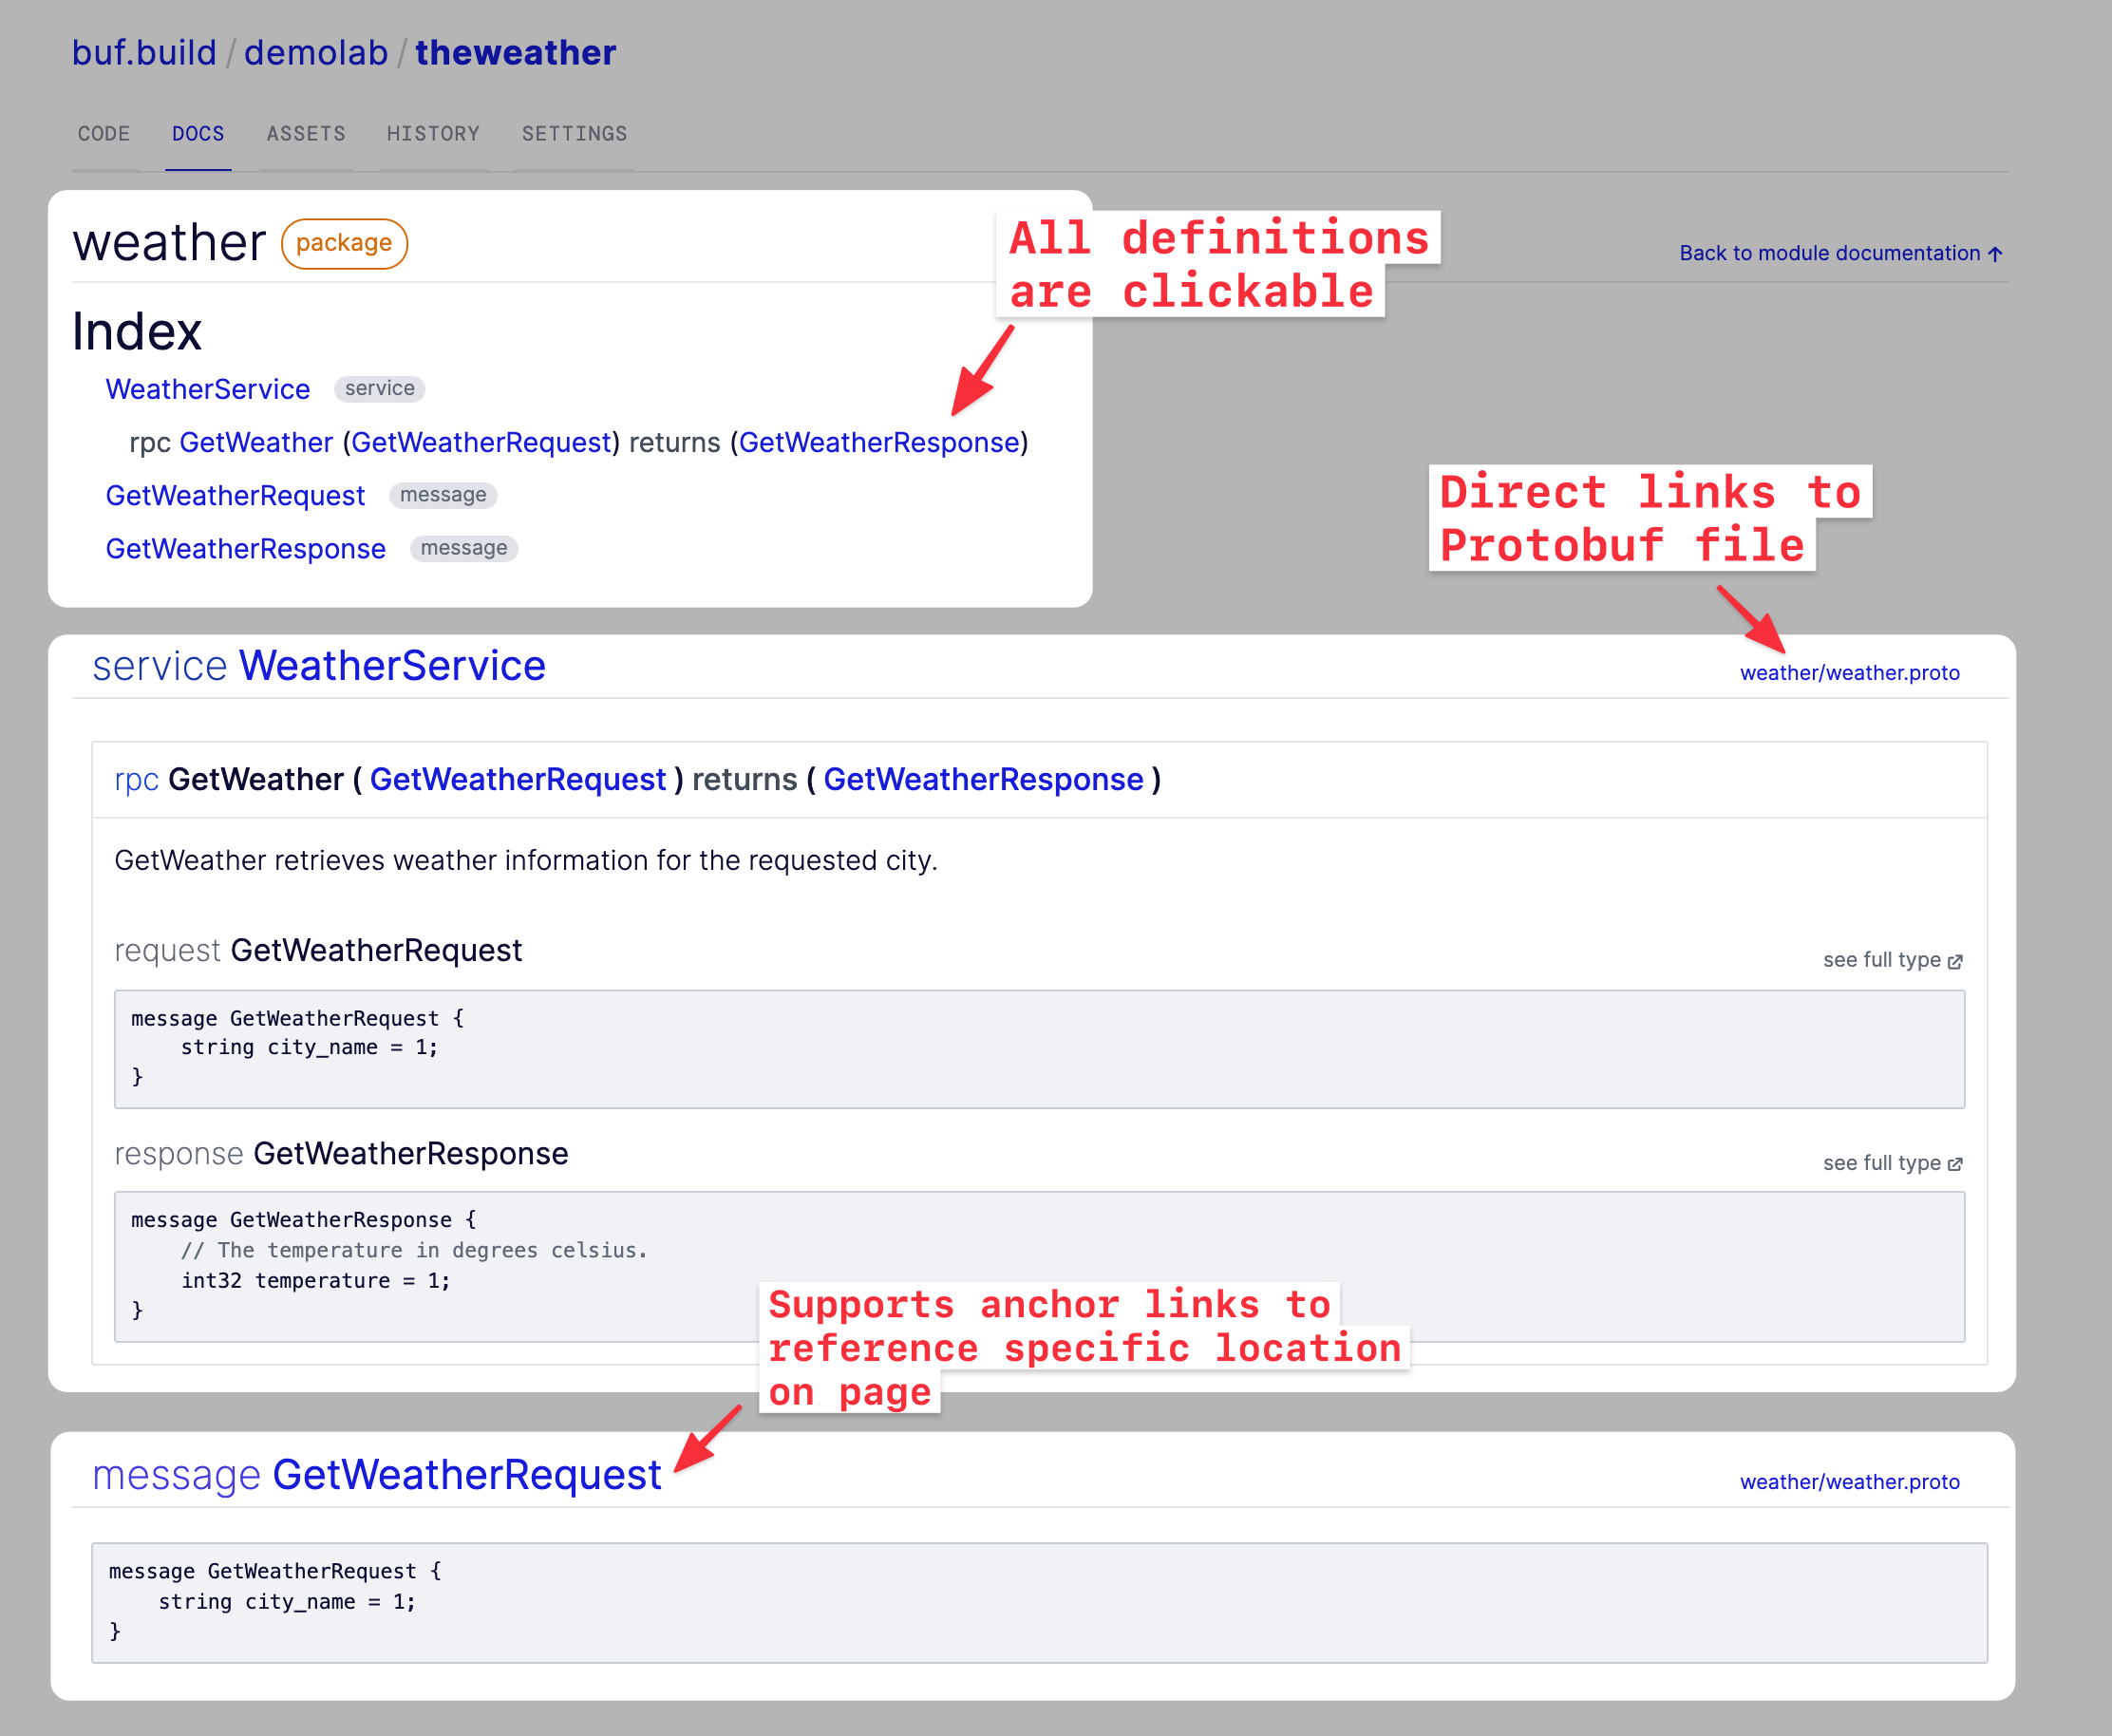 buf.build / demolab / theweather
CODE DOCS ASSETS HISTORY SETTINGS
weather package
All definitions
are clickable
Back to module documentation ↑
Index
WeatherService service
rpc GetWeather (GetWeatherRequest) returns (GetWeatherResponse)
GetWeatherRequest message
GetWeatherResponse message
Direct links to
Protobuf file
service WeatherService
weather/weather.proto
rpc GetWeather ( GetWeatherRequest ) returns ( GetWeatherResponse )
GetWeather retrieves weather information for the requested city.
request GetWeatherRequest
see full type
message GetWeatherRequest {
    string city_name = 1;
}
response GetWeatherResponse
see full type
message GetWeatherResponse {
    // The temperature in degrees celsius.
    int32 temperature = 1;
}
Supports anchor links to
reference specific location
on page
message GetWeatherRequest
weather/weather.proto
message GetWeatherRequest {
    string city_name = 1;
}